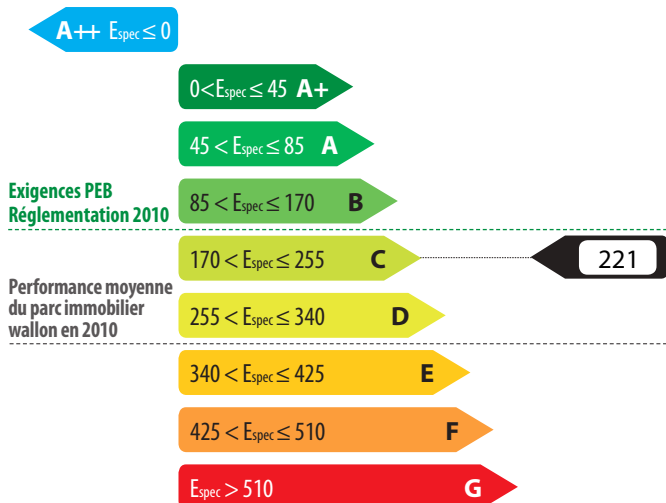 A++ Espec ≤ 0
0<Espec ≤ 45 A+
45 < Espec ≤ 85 A
Exigences PEB
Réglementation 2010
85 < Espec ≤ 170 B
170 < Espec ≤ 255 C
221
Performance moyenne
du parc immobilier
wallon en 2010
255 < Espec ≤ 340 D
340 < Espec ≤ 425 E
425 < Espec ≤ 510 F
Espec > 510 G